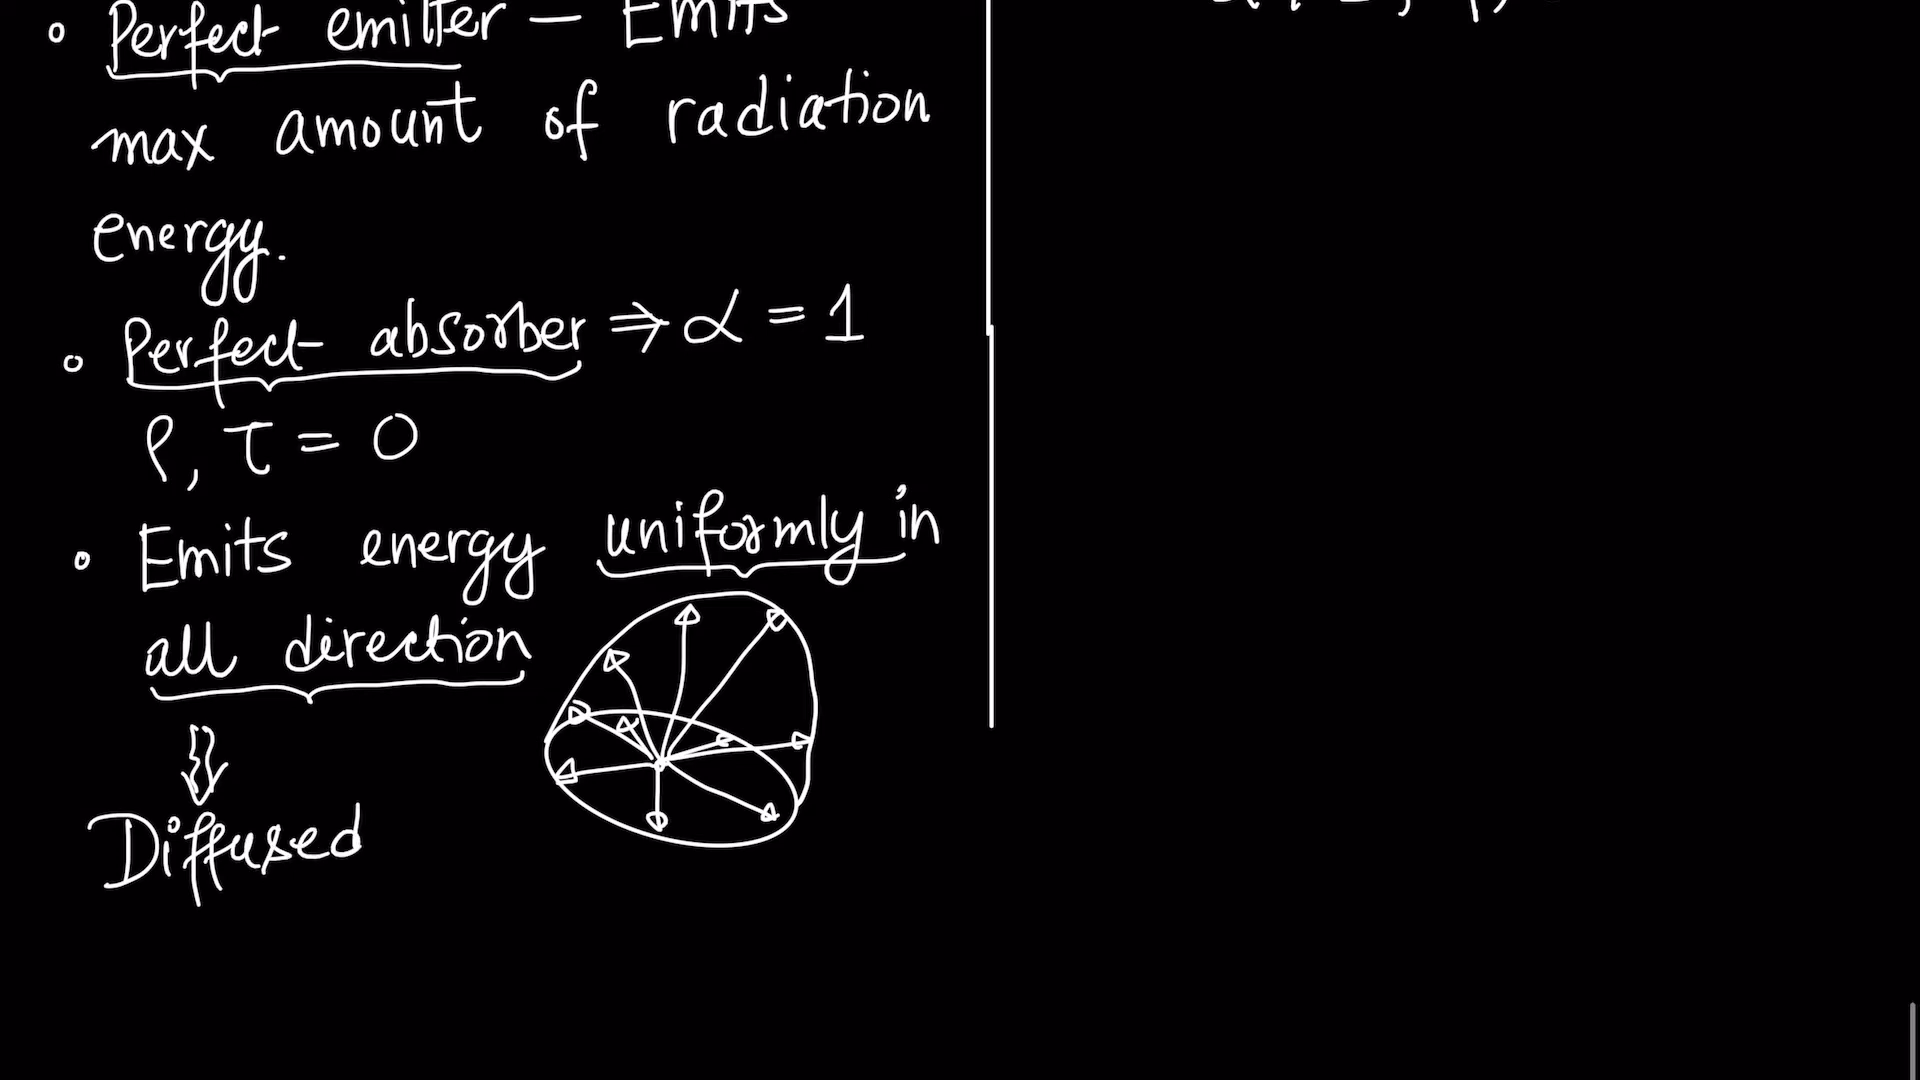 ◦ Perfect emitter — Emits
max amount of radiation
energy.
◦ Perfect absorber ⇒ α = 1
ρ, τ = 0
◦ Emits energy uniformly in
all direction
⇓
Diffused